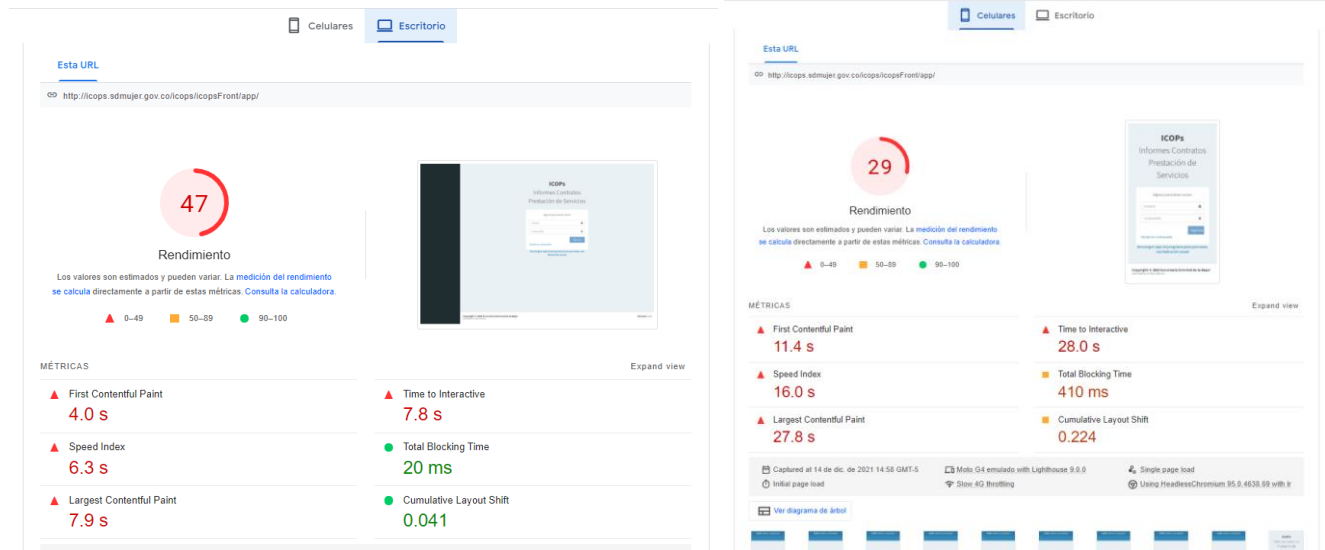 Celulares
Escritorio
Esta URL
http://icops.sdmujer.gov.co/icops/icopsFront/app/
47
Rendimiento
Los valores son estimados y pueden variar. La medición del rendimiento
se calcula directamente a partir de estas métricas. Consulta la calculadora.
0–49
50–89
90–100
ICOPs
Informes Contratos
Prestación de Servicios
MÉTRICAS
Expand view
First Contentful Paint
4.0 s
Time to Interactive
7.8 s
Speed Index
6.3 s
Total Blocking Time
20 ms
Largest Contentful Paint
7.9 s
Cumulative Layout Shift
0.041
Celulares
Escritorio
Esta URL
http://icops.sdmujer.gov.co/icops/icopsFront/app/
29
Rendimiento
Los valores son estimados y pueden variar. La medición del rendimiento
se calcula directamente a partir de estas métricas. Consulta la calculadora.
0–49
50–89
90–100
ICOPs
Informes Contratos
Prestación de
Servicios
MÉTRICAS
Expand view
First Contentful Paint
11.4 s
Time to Interactive
28.0 s
Speed Index
16.0 s
Total Blocking Time
410 ms
Largest Contentful Paint
27.8 s
Cumulative Layout Shift
0.224
Captured at 14 de dic. de 2021 14:58 GMT-5
Moto G4 emulado with Lighthouse 9.0.0
Single page load
Initial page load
Slow 4G throttling
Using HeadlessChromium 95.0.4638.69 with lr
Ver diagrama de árbol